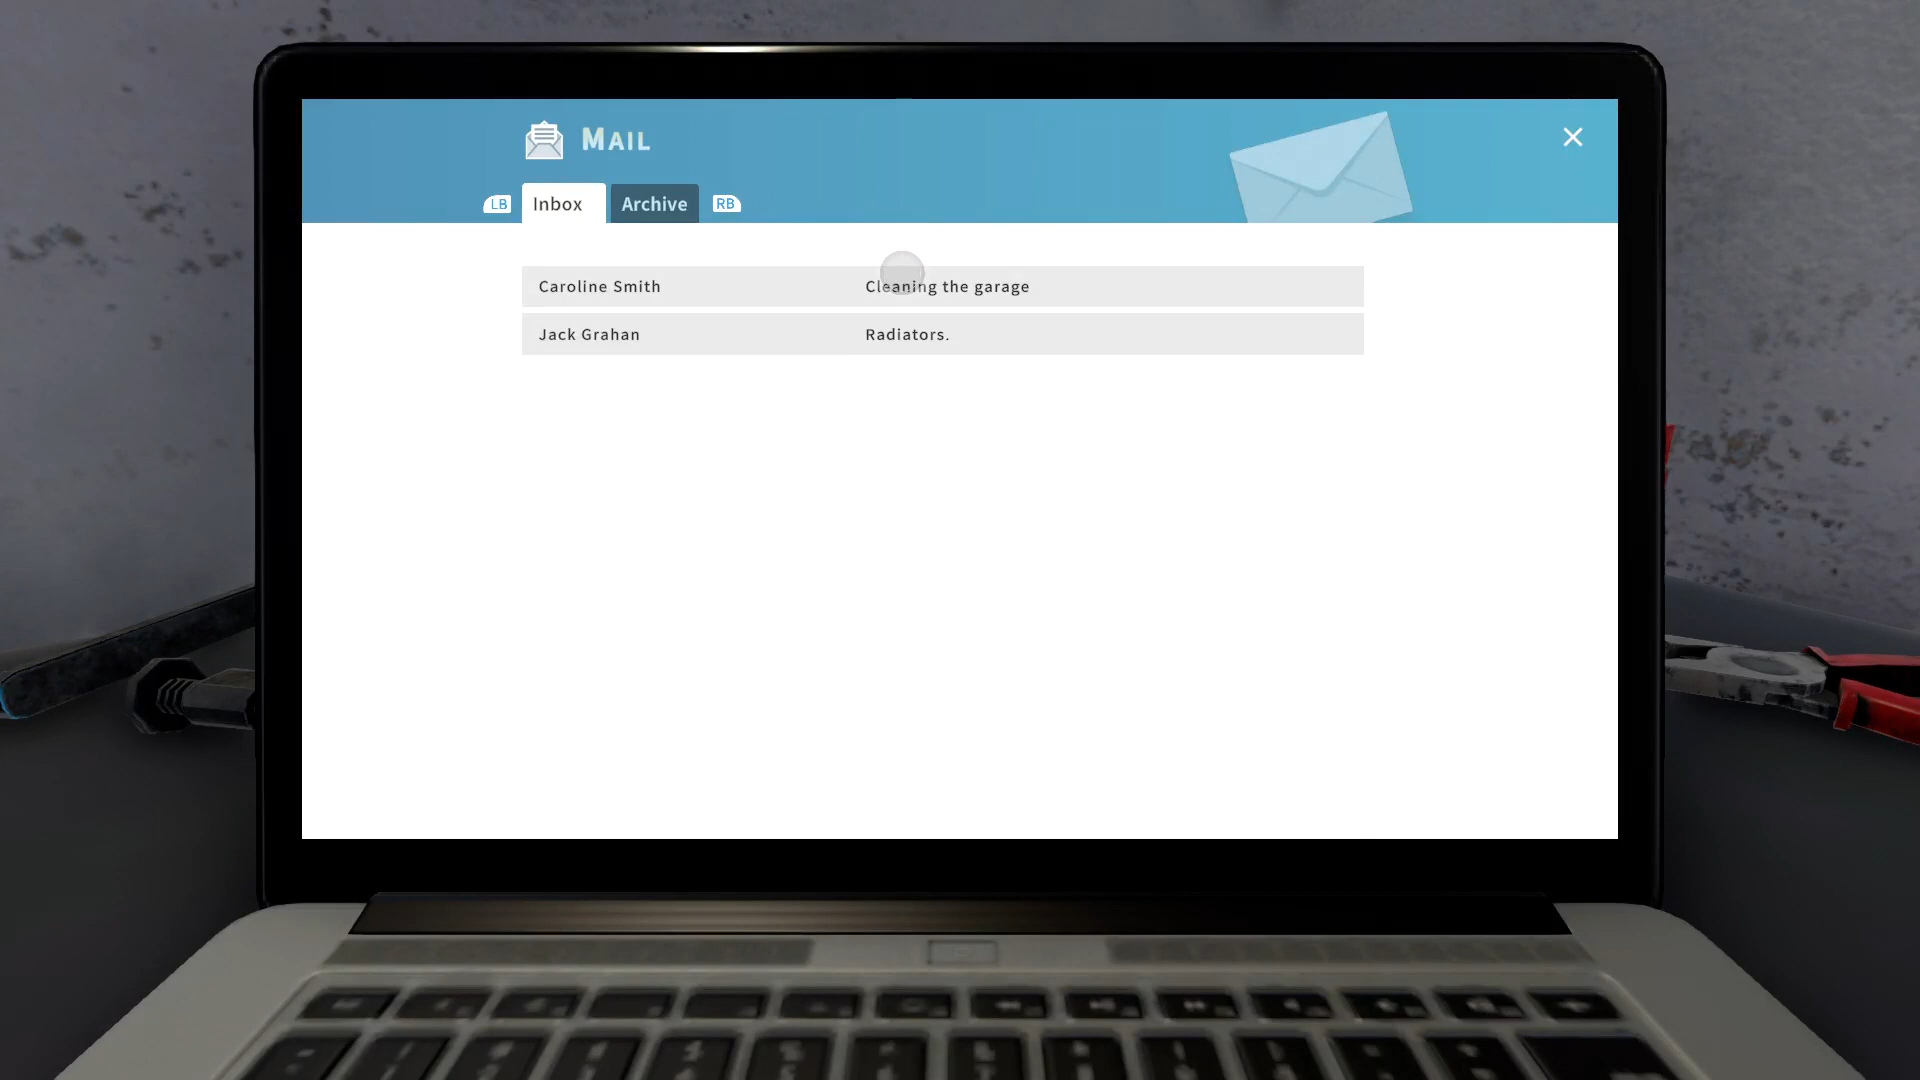 MAIL
LB Inbox Archive RB
Caroline Smith Cleaning the garage
Jack Grahan Radiators.